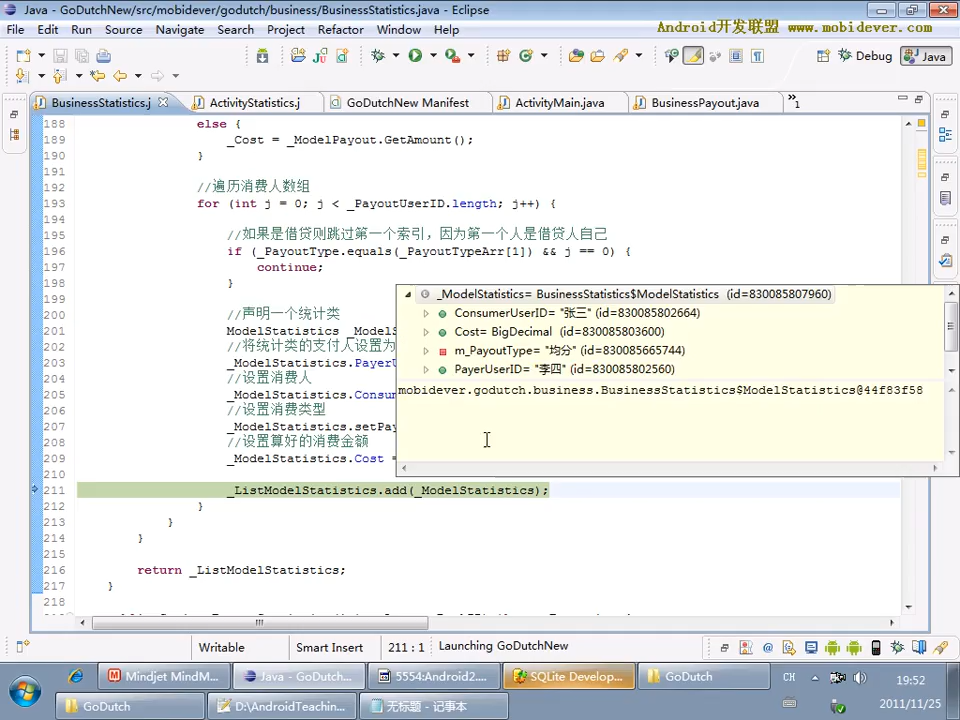 Java - GoDutchNew/src/mobidever/godutch/business/BusinessStatistics.java - Eclipse
File Edit Run Source Navigate Search Project Refactor Window Help
Android开发联盟 www.mobidever.com
Debug Java
BusinessStatistics.j ActivityStatistics.j GoDutchNew Manifest ActivityMain.java BusinessPayout.java »1
188 else {
189 _Cost = _ModelPayout.GetAmount();
190 }
191
192 //遍历消费人数组
193 for (int j = 0; j < _PayoutUserID.length; j++) {
194
195 //如果是借贷则跳过第一个索引，因为第一个人是借贷人自己
196 if (_PayoutType.equals(_PayoutTypeArr[1]) && j == 0) {
197 continue;
198 }
199
200 //声明一个统计类
201 ModelStatistics _ModelS
202 //将统计类的支付人设置为
203 _ModelStatistics.PayerU
204 //设置消费人
205 _ModelStatistics.Consum
206 //设置消费类型
207 _ModelStatistics.setPay
208 //设置算好的消费金额
209 _ModelStatistics.Cost =
210
211 _ListModelStatistics.add(_ModelStatistics);
212 }
213 }
214 }
215
216 return _ListModelStatistics;
217 }
218
_ModelStatistics= BusinessStatistics$ModelStatistics (id=830085807960)
ConsumerUserID= "张三" (id=830085802664)
Cost= BigDecimal (id=830085803600)
m_PayoutType= "均分" (id=830085665744)
PayerUserID= "李四" (id=830085802560)
mobidever.godutch.business.BusinessStatistics$ModelStatistics@44f83f58
Writable Smart Insert 211 : 1 Launching GoDutchNew
Mindjet MindM... Java - GoDutch... 5554:Android2.... SQLite Develop... GoDutch CH 19:52
GoDutch D:\AndroidTeachin... 无标题 - 记事本 2011/11/25